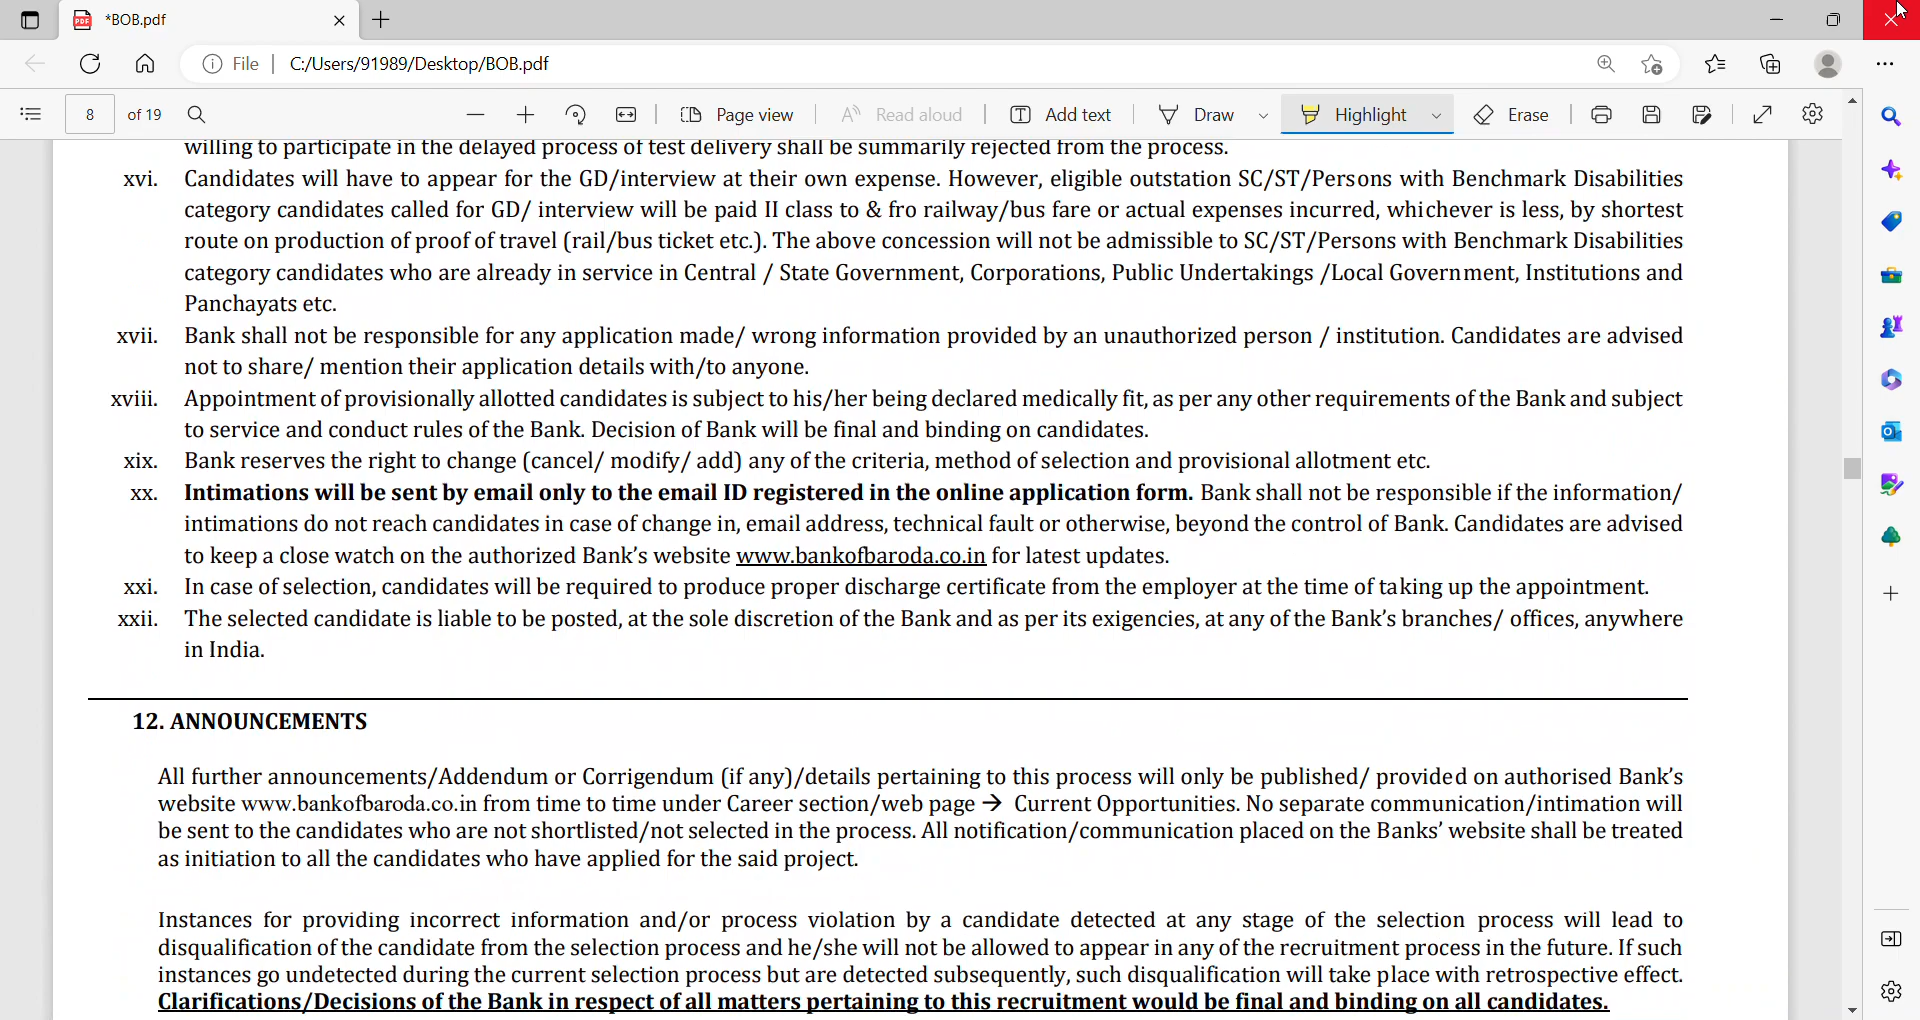 *BOB.pdf
File C:/Users/91989/Desktop/BOB.pdf
8 of 19 Page view Read aloud Add text Draw Highlight Erase
willing to participate in the delayed process of test delivery shall be summarily rejected from the process.
xvi. Candidates will have to appear for the GD/interview at their own expense. However, eligible outstation SC/ST/Persons with Benchmark Disabilities
category candidates called for GD/ interview will be paid II class to & fro railway/bus fare or actual expenses incurred, whichever is less, by shortest
route on production of proof of travel (rail/bus ticket etc.). The above concession will not be admissible to SC/ST/Persons with Benchmark Disabilities
category candidates who are already in service in Central / State Government, Corporations, Public Undertakings /Local Government, Institutions and
Panchayats etc.
xvii. Bank shall not be responsible for any application made/ wrong information provided by an unauthorized person / institution. Candidates are advised
not to share/ mention their application details with/to anyone.
xviii. Appointment of provisionally allotted candidates is subject to his/her being declared medically fit, as per any other requirements of the Bank and subject
to service and conduct rules of the Bank. Decision of Bank will be final and binding on candidates.
xix. Bank reserves the right to change (cancel/ modify/ add) any of the criteria, method of selection and provisional allotment etc.
xx. Intimations will be sent by email only to the email ID registered in the online application form. Bank shall not be responsible if the information/
intimations do not reach candidates in case of change in, email address, technical fault or otherwise, beyond the control of Bank. Candidates are advised
to keep a close watch on the authorized Bank's website www.bankofbaroda.co.in for latest updates.
xxi. In case of selection, candidates will be required to produce proper discharge certificate from the employer at the time of taking up the appointment.
xxii. The selected candidate is liable to be posted, at the sole discretion of the Bank and as per its exigencies, at any of the Bank's branches/ offices, anywhere
in India.
12. ANNOUNCEMENTS
All further announcements/Addendum or Corrigendum (if any)/details pertaining to this process will only be published/ provided on authorised Bank's
website www.bankofbaroda.co.in from time to time under Career section/web page → Current Opportunities. No separate communication/intimation will
be sent to the candidates who are not shortlisted/not selected in the process. All notification/communication placed on the Banks' website shall be treated
as initiation to all the candidates who have applied for the said project.
Instances for providing incorrect information and/or process violation by a candidate detected at any stage of the selection process will lead to
disqualification of the candidate from the selection process and he/she will not be allowed to appear in any of the recruitment process in the future. If such
instances go undetected during the current selection process but are detected subsequently, such disqualification will take place with retrospective effect.
Clarifications/Decisions of the Bank in respect of all matters pertaining to this recruitment would be final and binding on all candidates.